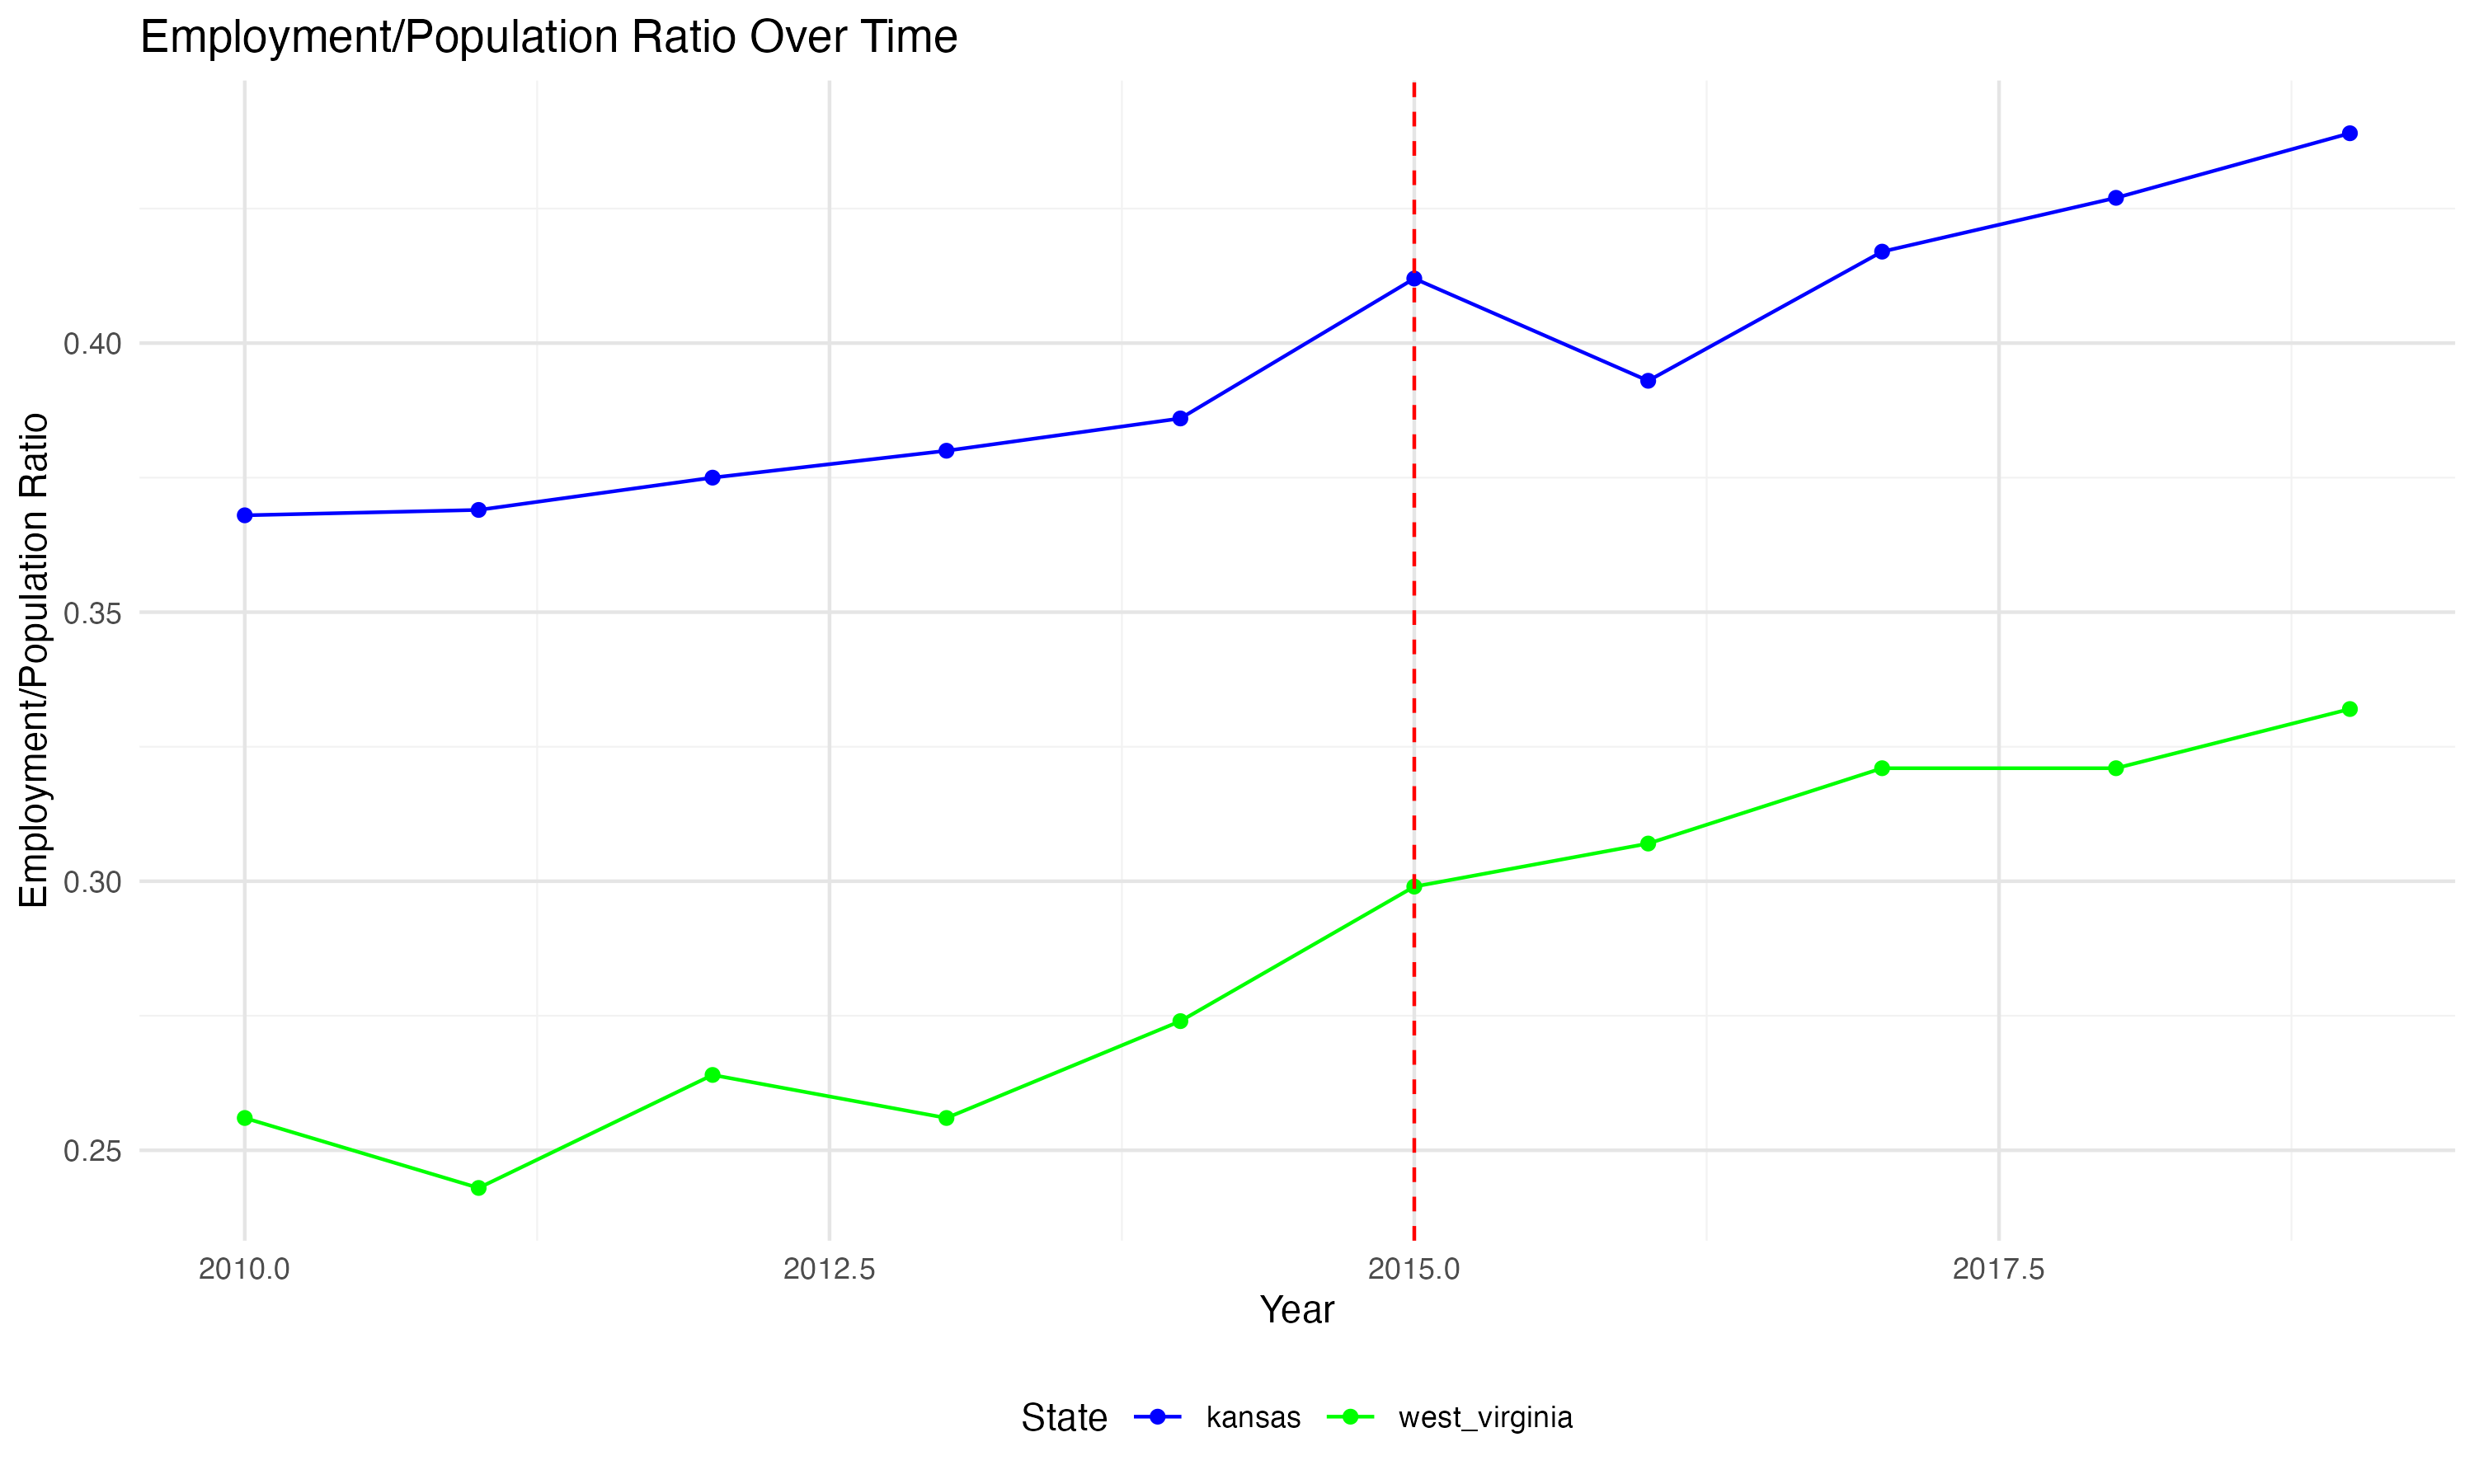 Employment/Population Ratio Over Time
Employment/Population Ratio
0.40
0.35
0.30
0.25
2010.0 2012.5 2015.0 2017.5
Year
State kansas west_virginia